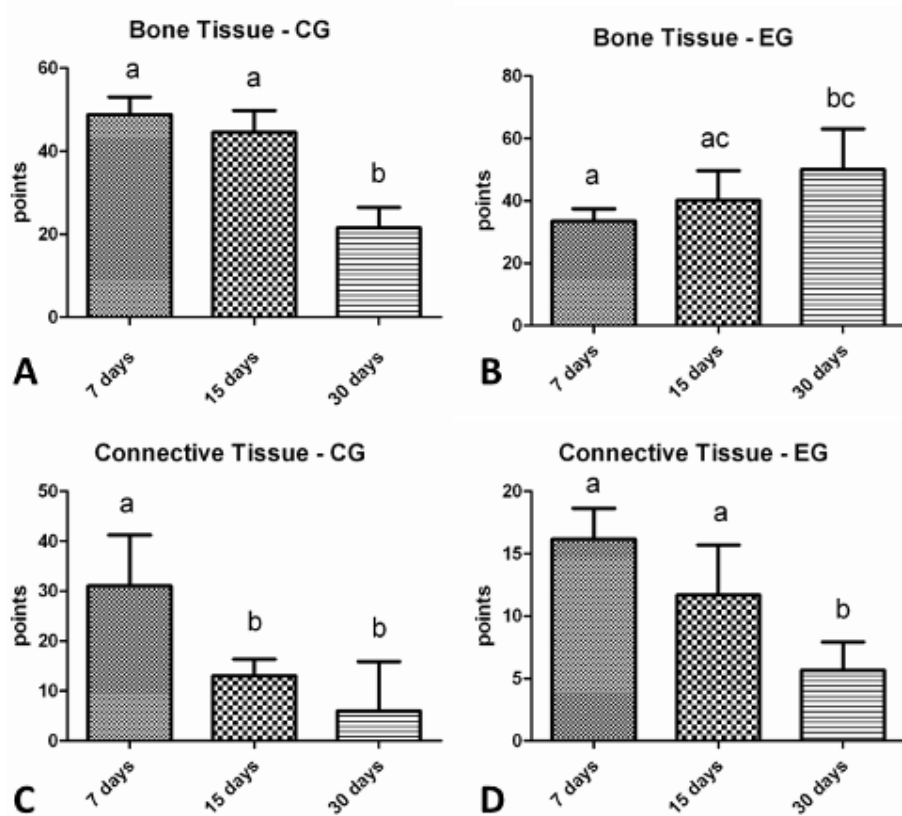 Bone Tissue - CG
60
40
20
0
points
a
a
b
7 days
15 days
30 days
A
Bone Tissue - EG
80
60
40
20
0
points
a
ac
bc
7 days
15 days
30 days
B
Connective Tissue - CG
50
40
30
20
10
0
points
a
b
b
7 days
15 days
30 days
C
Connective Tissue - EG
20
15
10
5
0
points
a
a
b
7 days
15 days
30 days
D